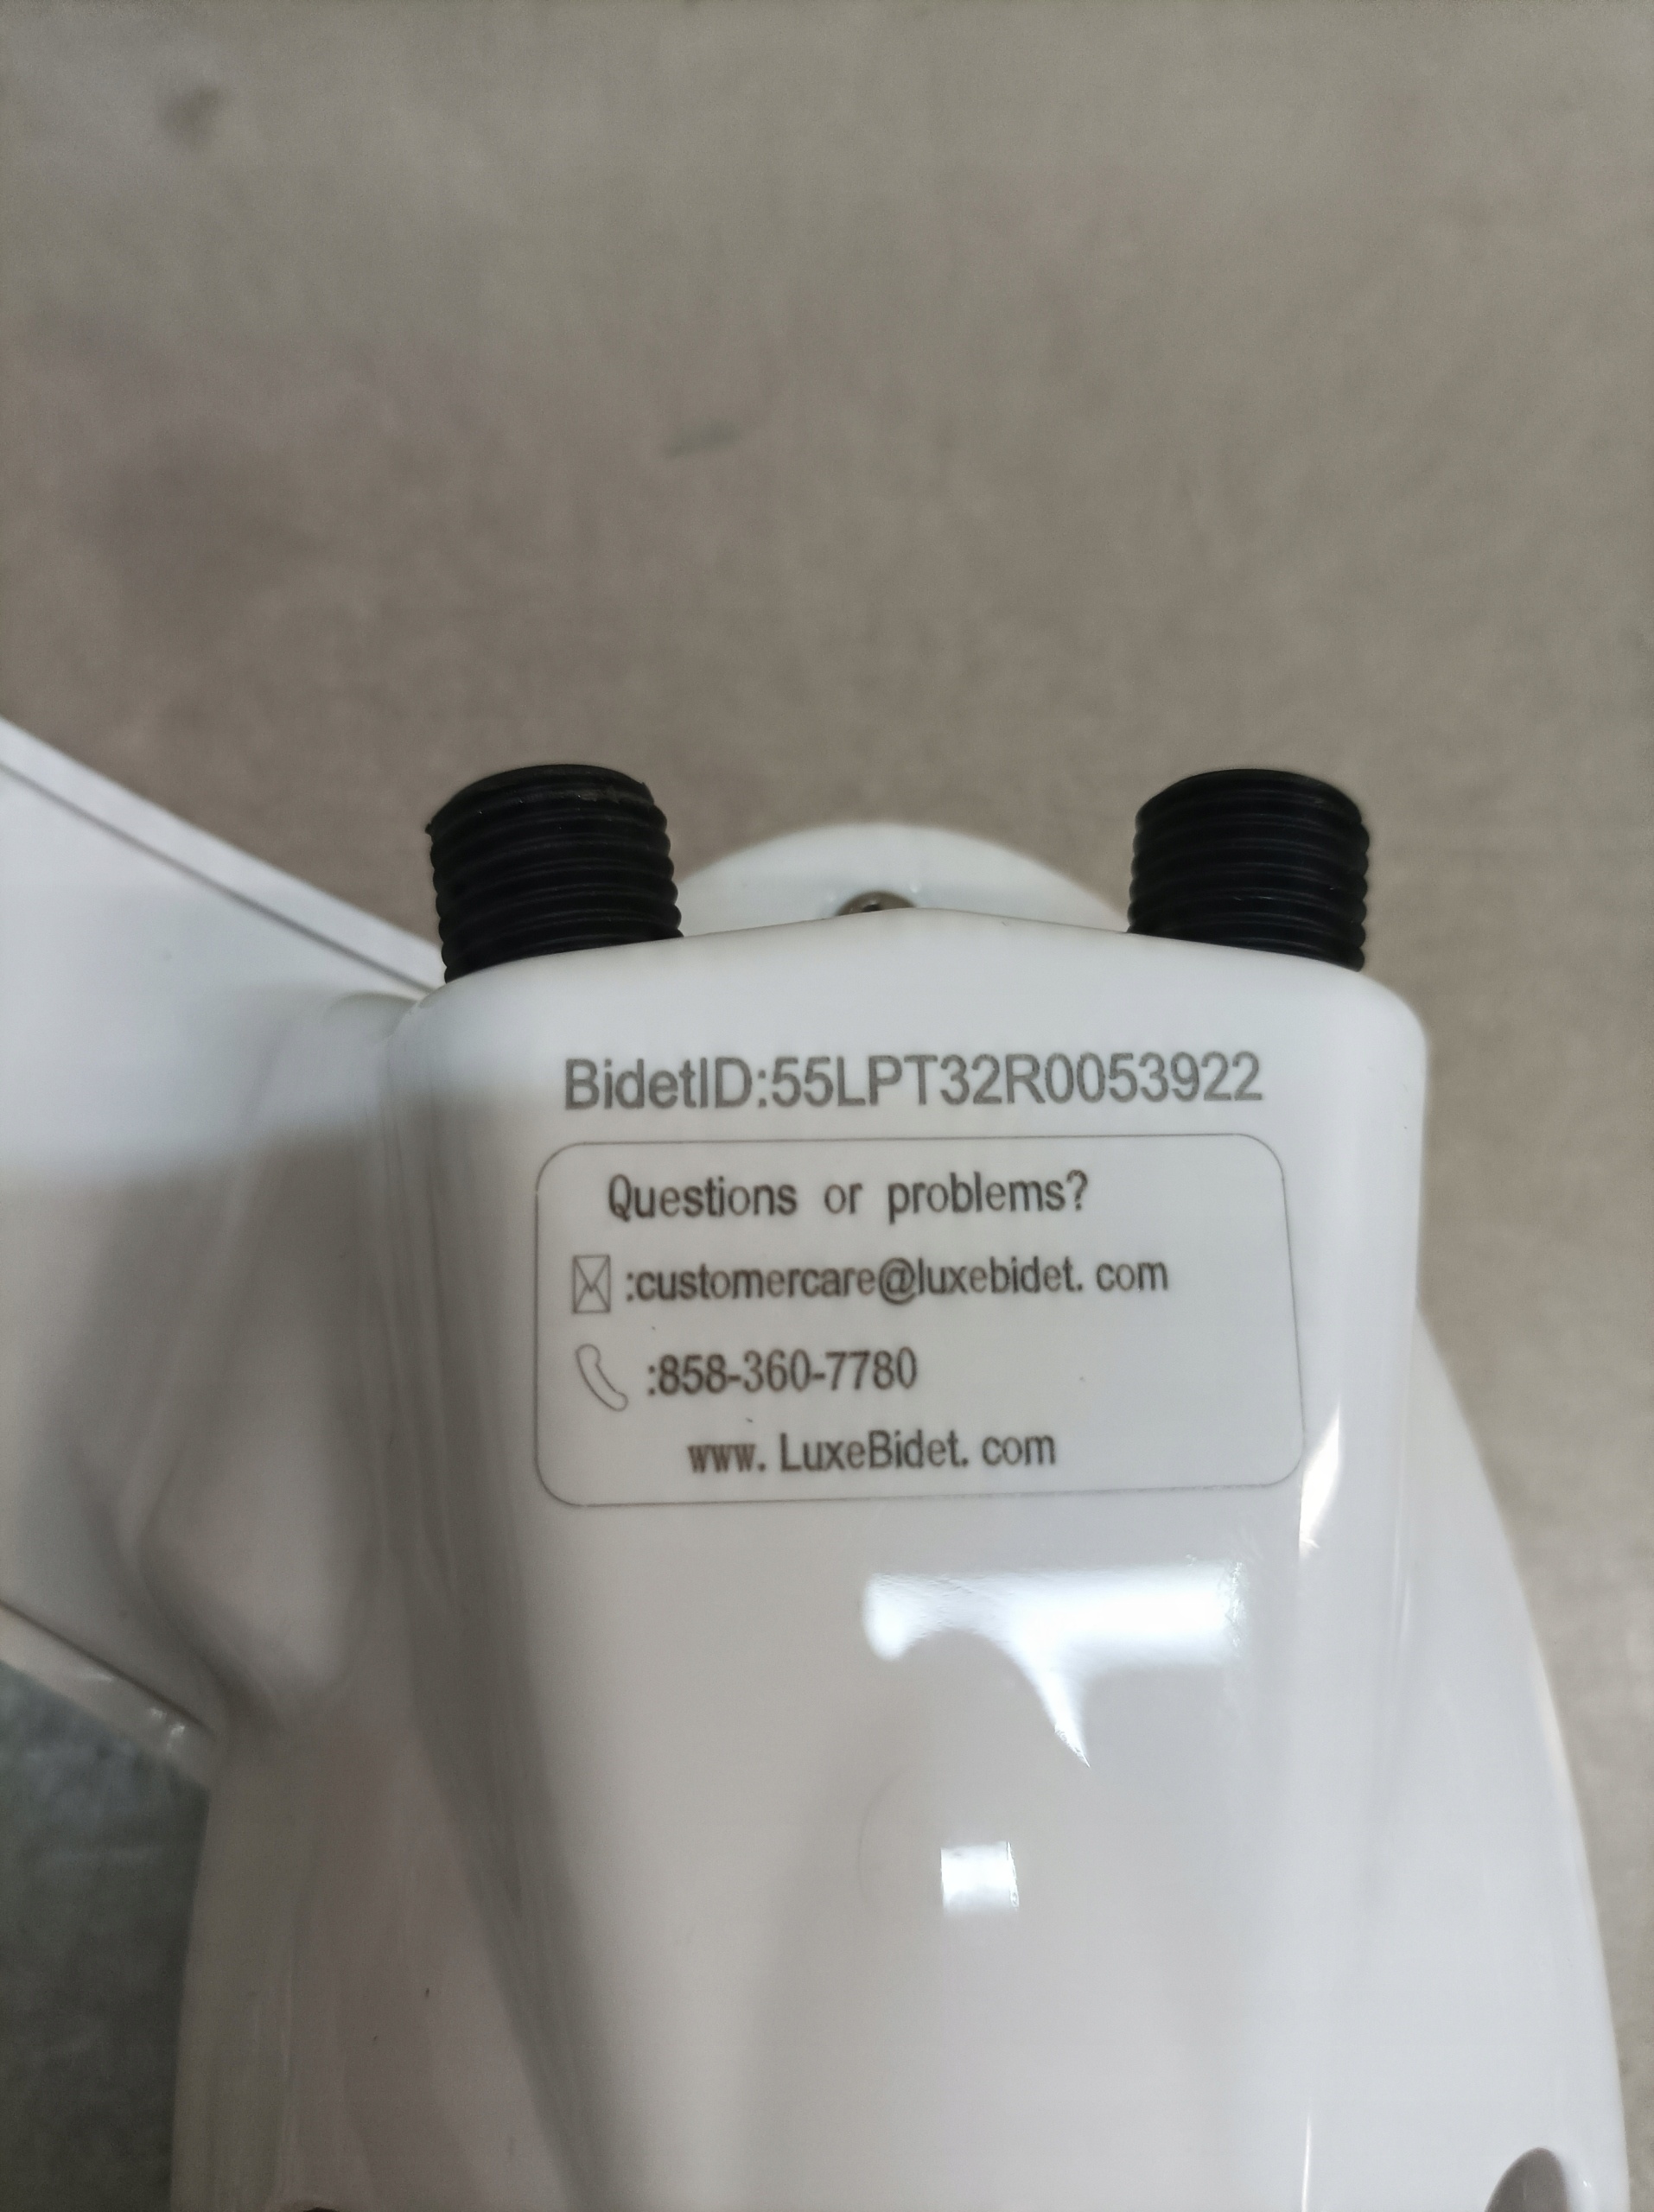 BidetID:55LPT32R0053922
Questions or problems?
:customercare@luxebidet. com
:858-360-7780
www. LuxeBidet. com